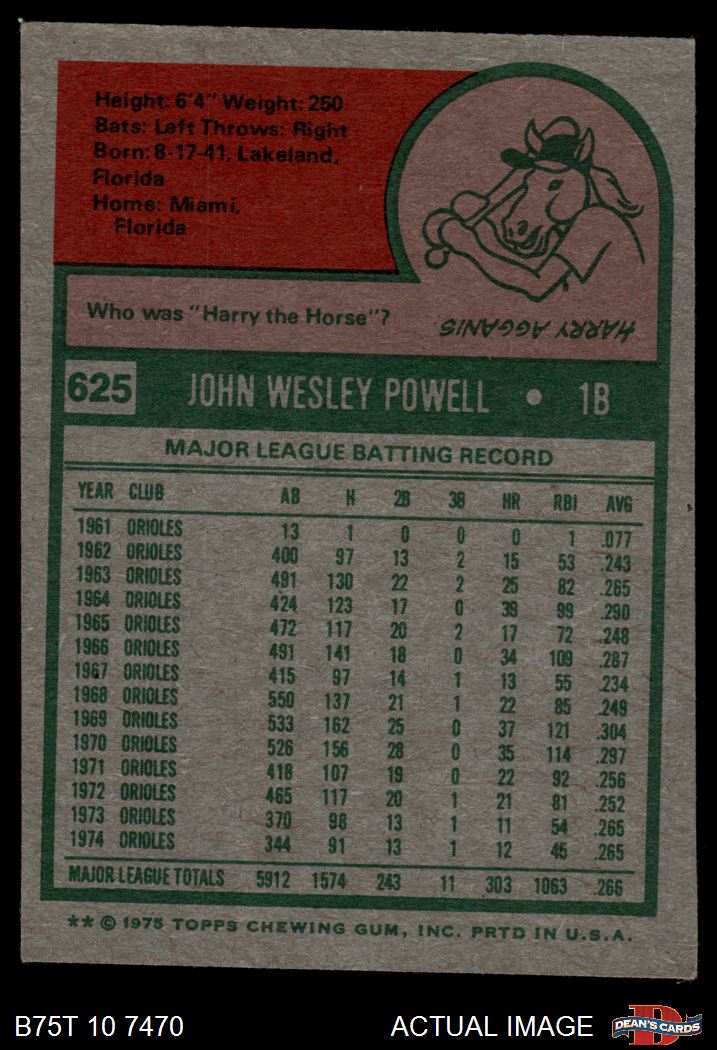 Height: 6'4" Weight: 250
Bats: Left Throws: Right
Born: 8-17-41, Lakeland,
Florida
Home: Miami,
Florida
Who was "Harry the Horse"?
HARRY AGGANIS
625 JOHN WESLEY POWELL • 1B
MAJOR LEAGUE BATTING RECORD
YEAR CLUB AB H 2B 3B HR RBI AVG
1961 ORIOLES 13 1 0 0 0 1 .077
1962 ORIOLES 400 97 13 2 15 53 .243
1963 ORIOLES 491 130 22 2 25 82 .265
1964 ORIOLES 424 123 17 0 39 99 .290
1965 ORIOLES 472 117 20 2 17 72 .248
1966 ORIOLES 491 141 18 0 34 109 .287
1967 ORIOLES 415 97 14 1 13 55 .234
1968 ORIOLES 550 137 21 1 22 85 .249
1969 ORIOLES 533 162 25 0 37 121 .304
1970 ORIOLES 526 156 28 0 35 114 .297
1971 ORIOLES 418 107 19 0 22 92 .256
1972 ORIOLES 465 117 20 1 21 81 .252
1973 ORIOLES 370 98 13 1 11 54 .265
1974 ORIOLES 344 91 13 1 12 45 .265
MAJOR LEAGUE TOTALS 5912 1574 243 11 303 1063 .266
** © 1975 TOPPS CHEWING GUM, INC. PRTD IN U.S.A.
B75T 10 7470 ACTUAL IMAGE D DEAN'S CARDS